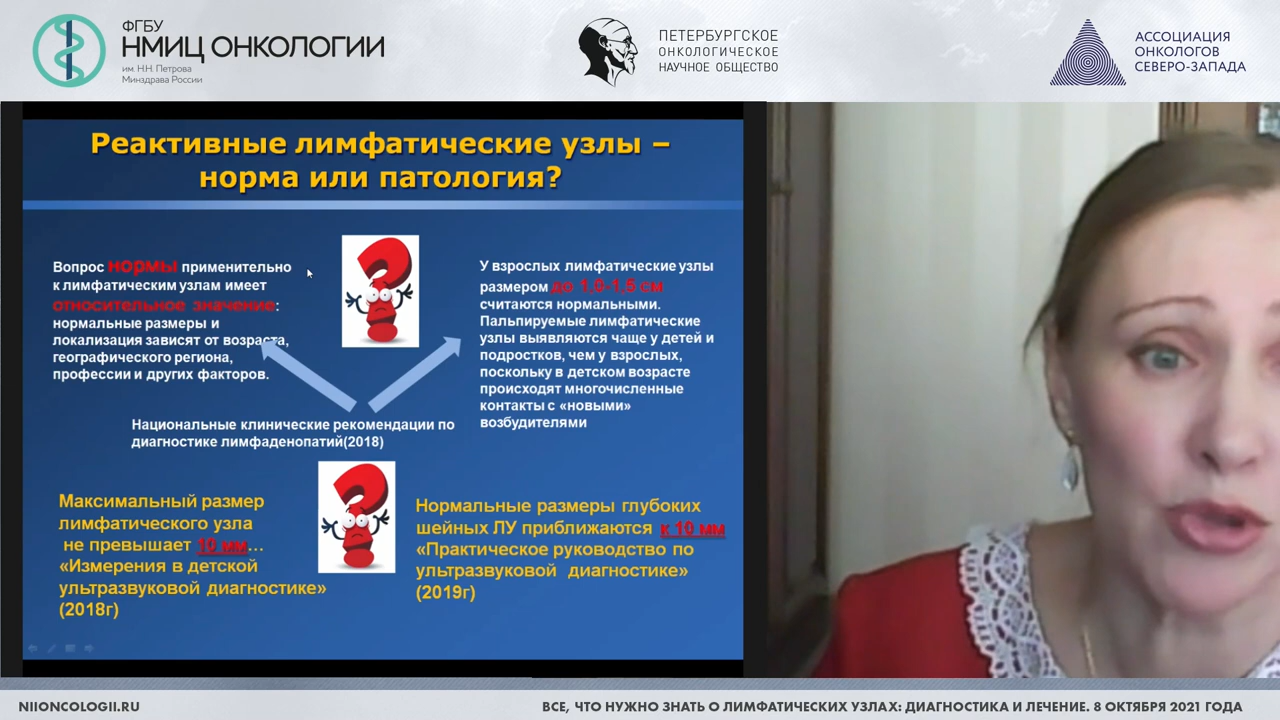 ФГБУ
НМИЦ ОНКОЛОГИИ
им. Н.Н. Петрова
Минздрава России
ПЕТЕРБУРГСКОЕ
ОНКОЛОГИЧЕСКОЕ
НАУЧНОЕ ОБЩЕСТВО
АССОЦИАЦИЯ
ОНКОЛОГОВ
СЕВЕРО-ЗАПАДА
Реактивные лимфатические узлы –
норма или патология?
Вопрос нормы применительно
к лимфатическим узлам имеет
относительное значение:
нормальные размеры и
локализация зависят от возраста,
географического региона,
профессии и других факторов.
У взрослых лимфатические узлы
размером до 1,0-1,5 см
считаются нормальными.
Пальпируемые лимфатические
узлы выявляются чаще у детей и
подростков, чем у взрослых,
поскольку в детском возрасте
происходят многочисленные
контакты с «новыми»
возбудителями
Национальные клинические рекомендации по
диагностике лимфаденопатий(2018)
Максимальный размер
лимфатического узла
не превышает 10 мм...
«Измерения в детской
ультразвуковой диагностике»
(2018г)
Нормальные размеры глубоких
шейных ЛУ приближаются к 10 мм
«Практическое руководство по
ультразвуковой диагностике»
(2019г)
NIIONCOLOGII.RU
ВСЕ, ЧТО НУЖНО ЗНАТЬ О ЛИМФАТИЧЕСКИХ УЗЛАХ: ДИАГНОСТИКА И ЛЕЧЕНИЕ. 8 ОКТЯБРЯ 2021 ГОДА